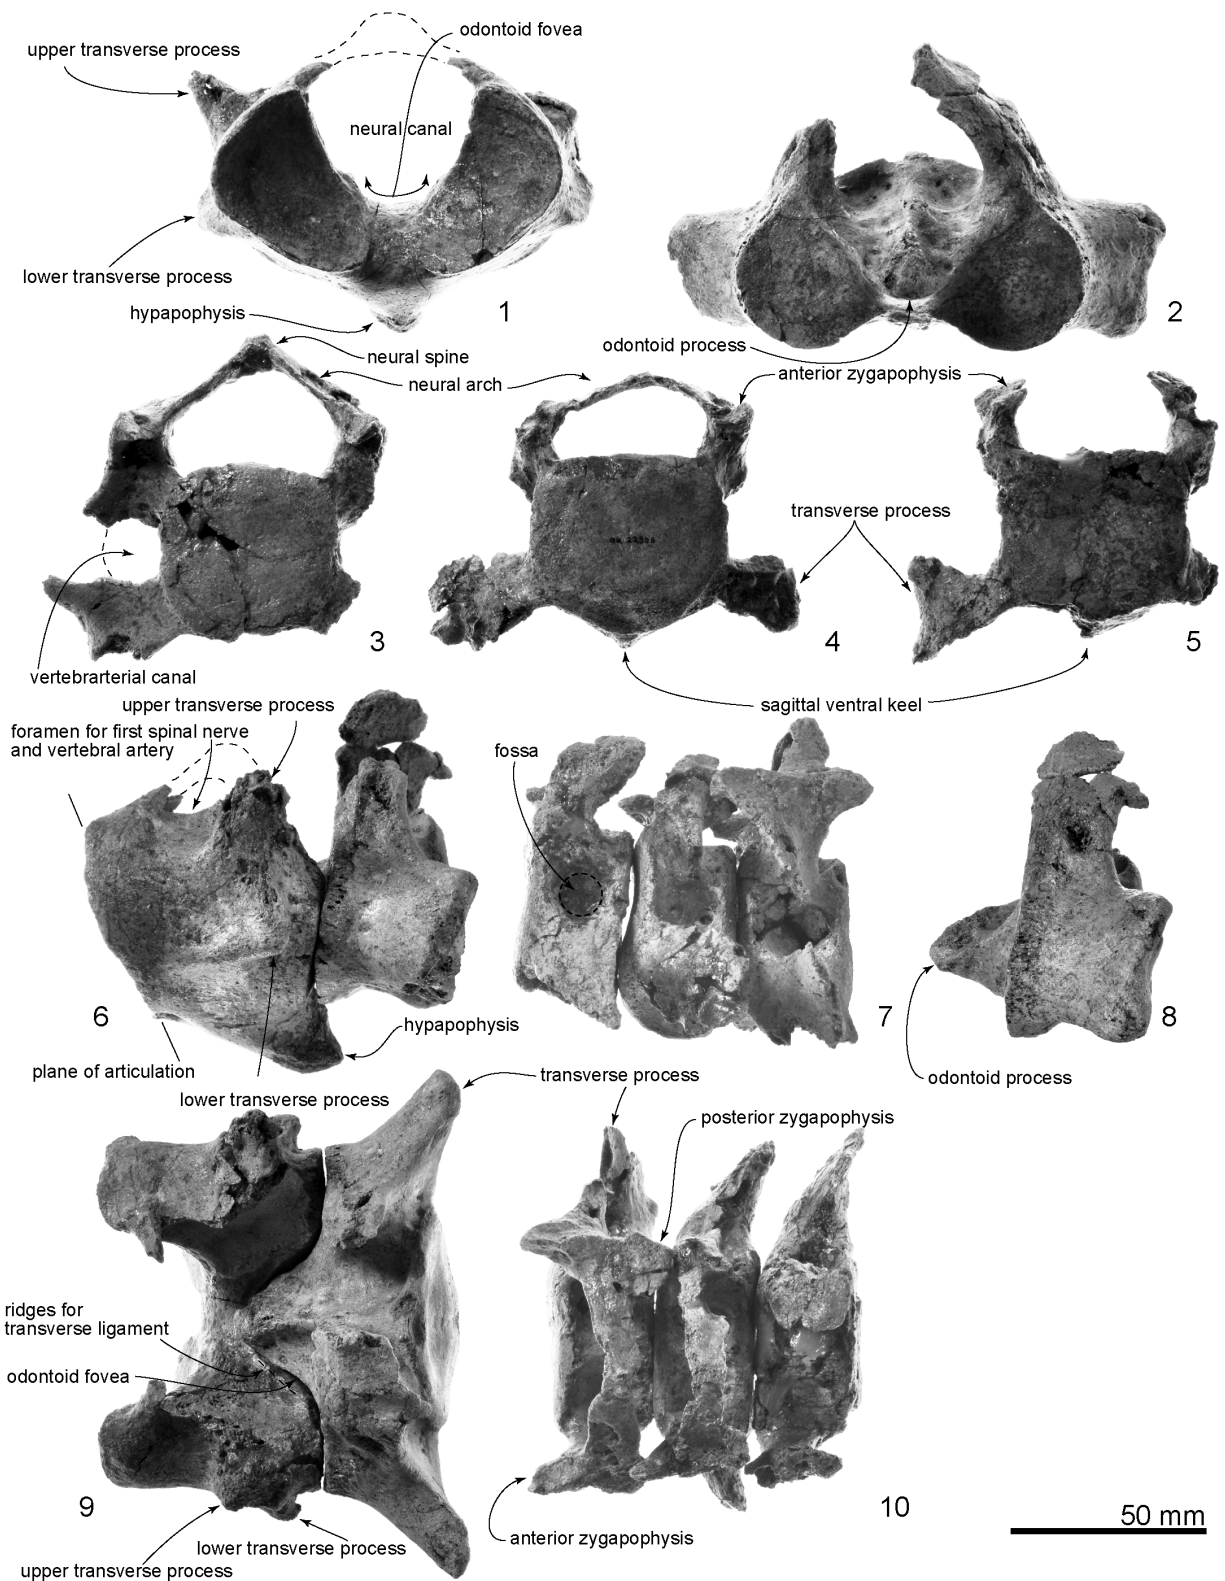 odontoid fovea
upper transverse process
neural canal
lower transverse process
hypapophysis
1
2
odontoid process
neural spine
neural arch
anterior zygapophysis
3
4
5
transverse process
vertebrarterial canal
sagittal ventral keel
upper transverse process
foramen for first spinal nerve
and vertebral artery
fossa
6
7
8
hypapophysis
plane of articulation
lower transverse process
odontoid process
transverse process
posterior zygapophysis
ridges for
transverse ligament
odontoid fovea
9
10
50 mm
anterior zygapophysis
lower transverse process
upper transverse process